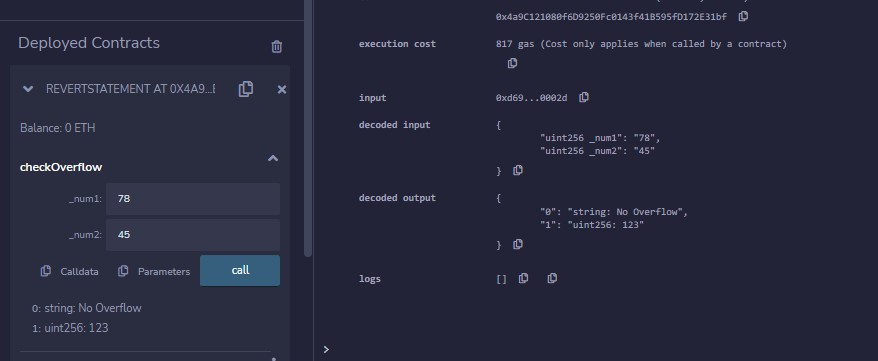 Deployed Contracts
REVERTSTATEMENT AT 0X4A9...E
Balance: 0 ETH
checkOverflow
_num1: 78
_num2: 45
Calldata Parameters call
0: string: No Overflow
1: uint256: 123
0x4a9C121080f6D9250Fc0143f41B595fD172E31bf
execution cost 817 gas (Cost only applies when called by a contract)
input 0xd69...0002d
decoded input {
"uint256 _num1": "78",
"uint256 _num2": "45"
}
decoded output {
"0": "string: No Overflow",
"1": "uint256: 123"
}
logs []
>